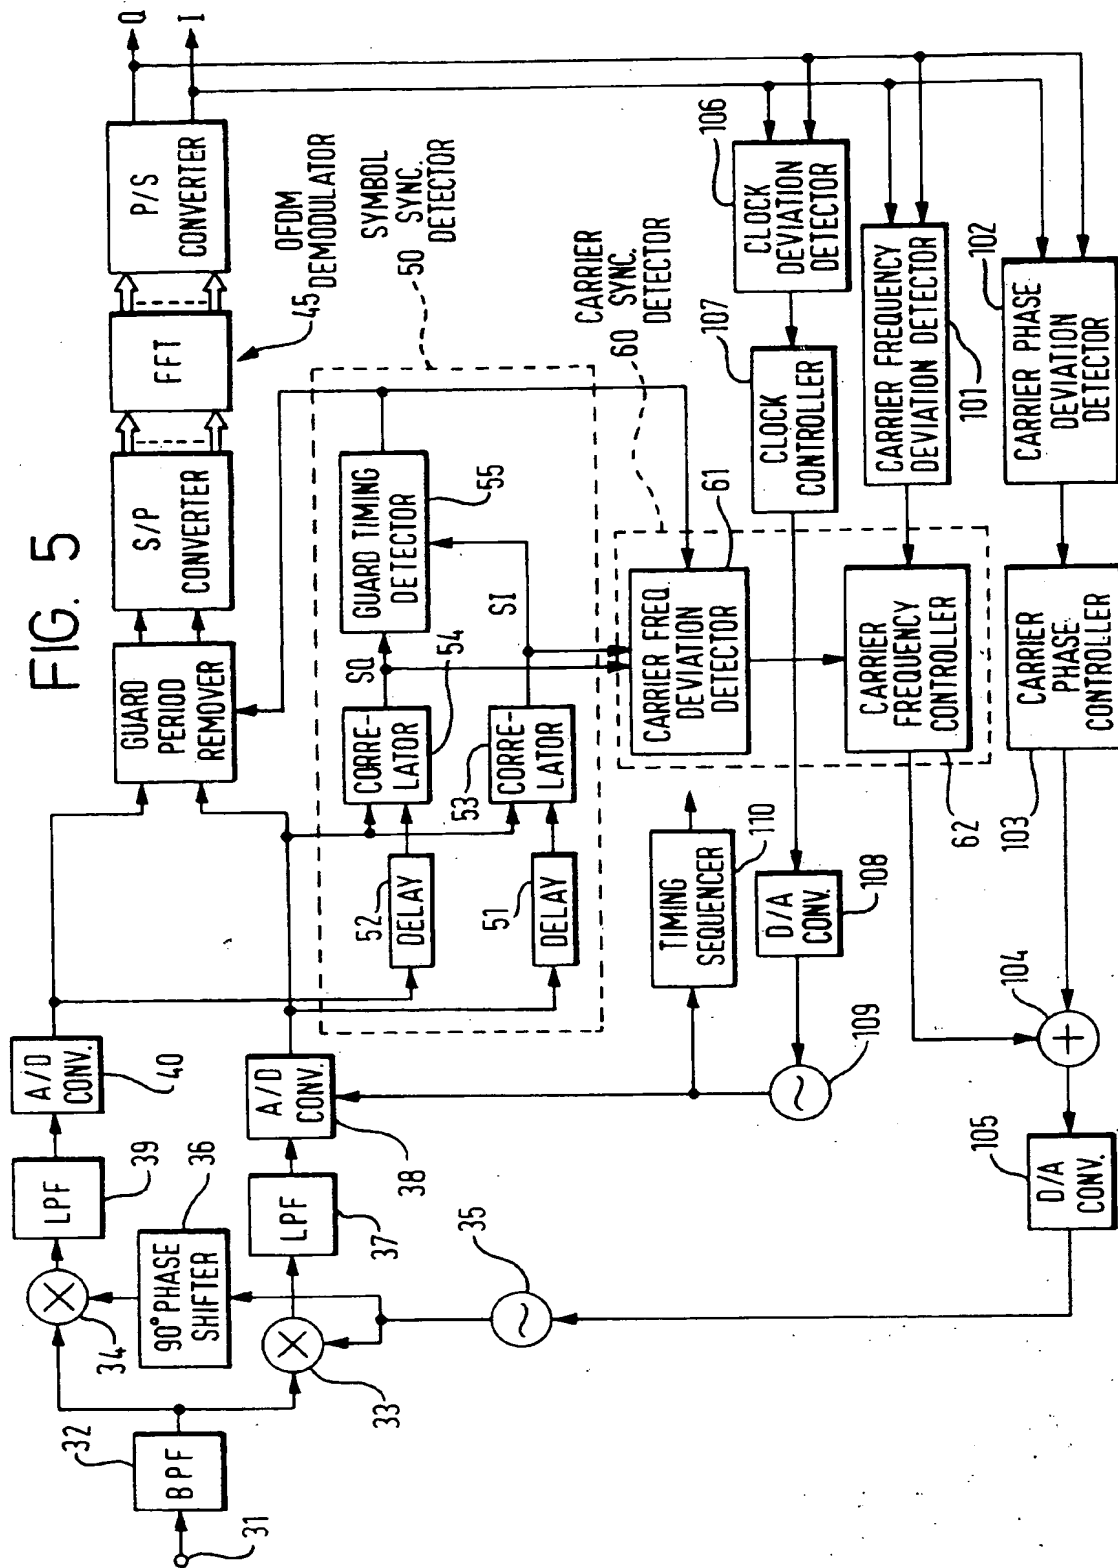 FIG. 5
31
BPF
32
33
34
90° PHASE
SHIFTER
36
35
LPF
39
LPF
37
A/D
CONV.
40
A/D
CONV.
38
GUARD
PERIOD
REMOVER
S/P
CONVERTER
FFT
45
OFDM
DEMODULATOR
P/S
CONVERTER
Q
I
50
SYMBOL
SYNC.
DETECTOR
52
DELAY
51
DELAY
CORRE-
LATOR
54
53
CORRE-
LATOR
SQ
SI
GUARD TIMING
DETECTOR
55
60
CARRIER
SYNC.
DETECTOR
CARRIER FREQ.
DEVIATION
DETECTOR
61
CARRIER
FREQUENCY
CONTROLLER
62
TIMING
SEQUENCER
110
D/A
CONV.
108
109
CLOCK
CONTROLLER
107
CLOCK
DEVIATION
DETECTOR
106
CARRIER FREQUENCY
DEVIATION DETECTOR
101
CARRIER PHASE
DEVIATION
DETECTOR
102
CARRIER
PHASE
CONTROLLER
103
104
105
D/A
CONV.